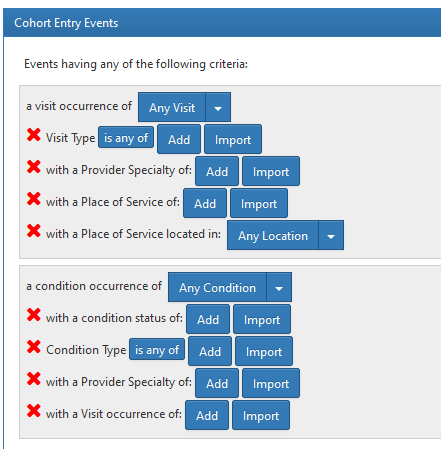 Cohort Entry Events
Events having any of the following criteria:
a visit occurrence of Any Visit
Visit Type is any of Add Import
with a Provider Specialty of: Add Import
with a Place of Service of: Add Import
with a Place of Service located in: Any Location
a condition occurrence of Any Condition
with a condition status of: Add Import
Condition Type is any of Add Import
with a Provider Specialty of: Add Import
with a Visit occurrence of: Add Import